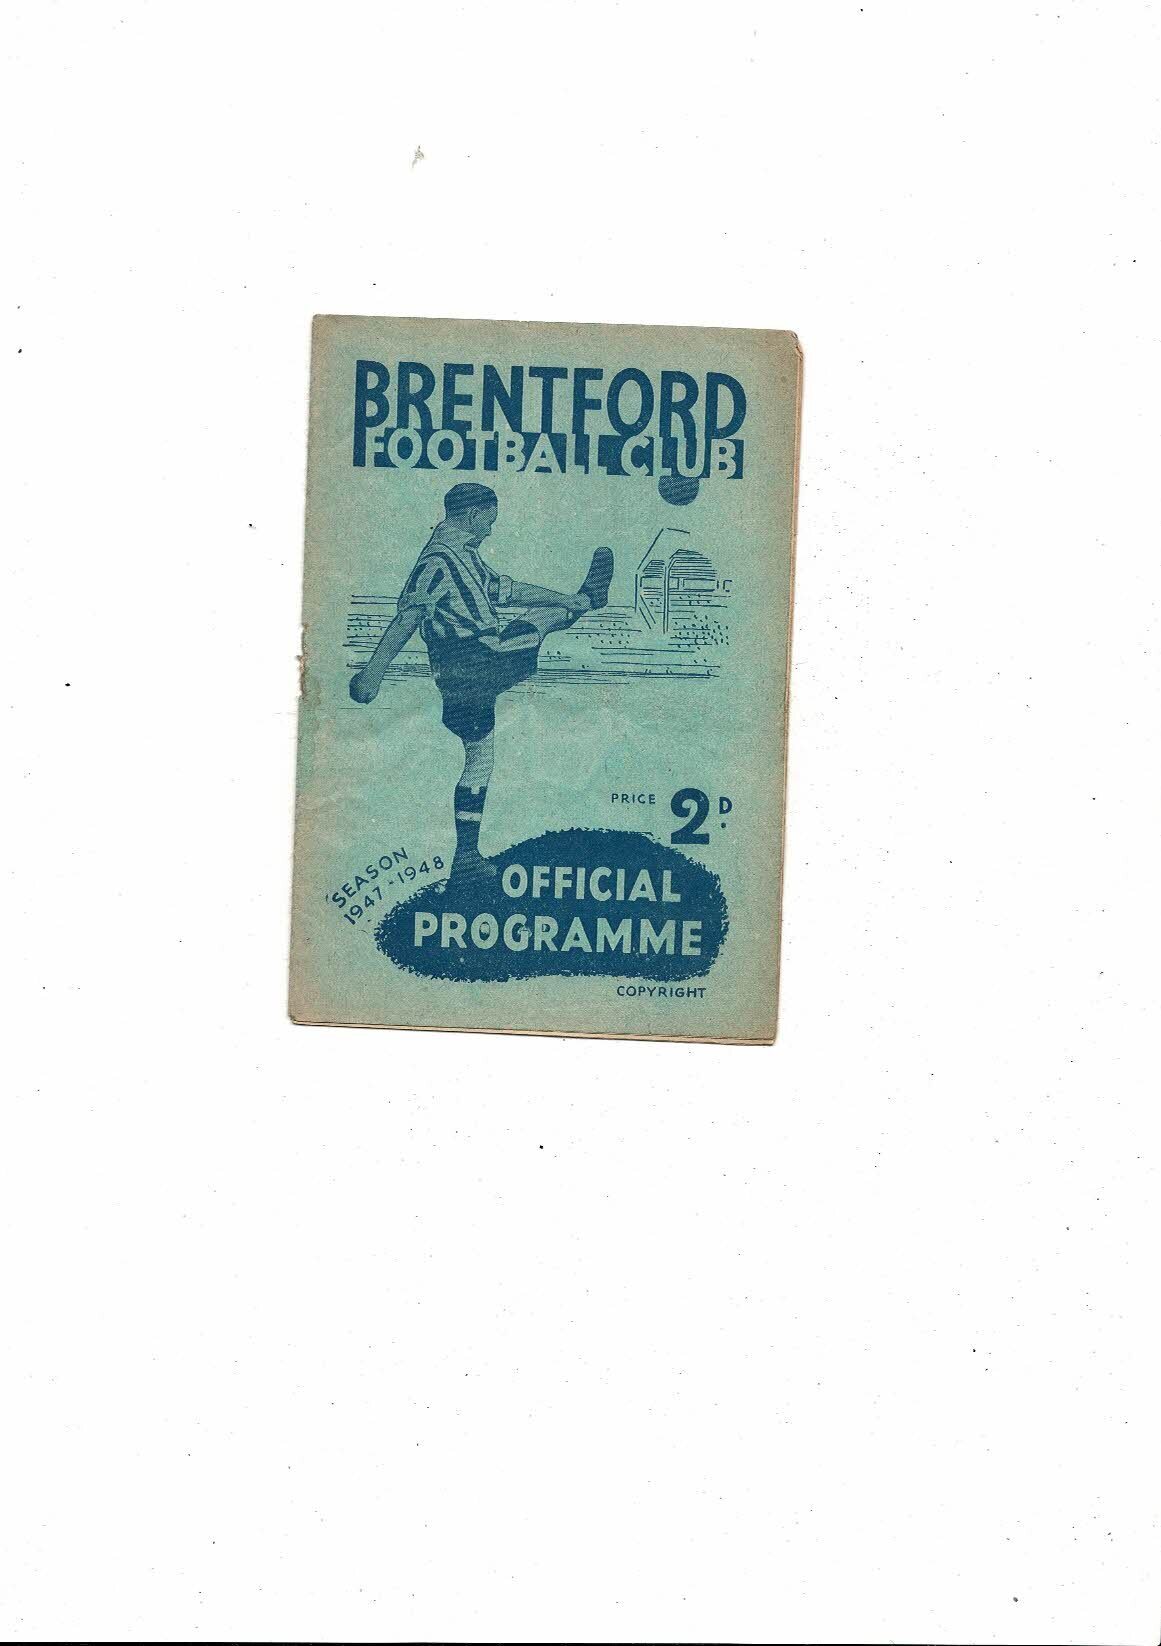 BRENTFORD
FOOTBALL CLUB
PRICE 2D.
SEASON
1947-1948
OFFICIAL
PROGRAMME
COPYRIGHT